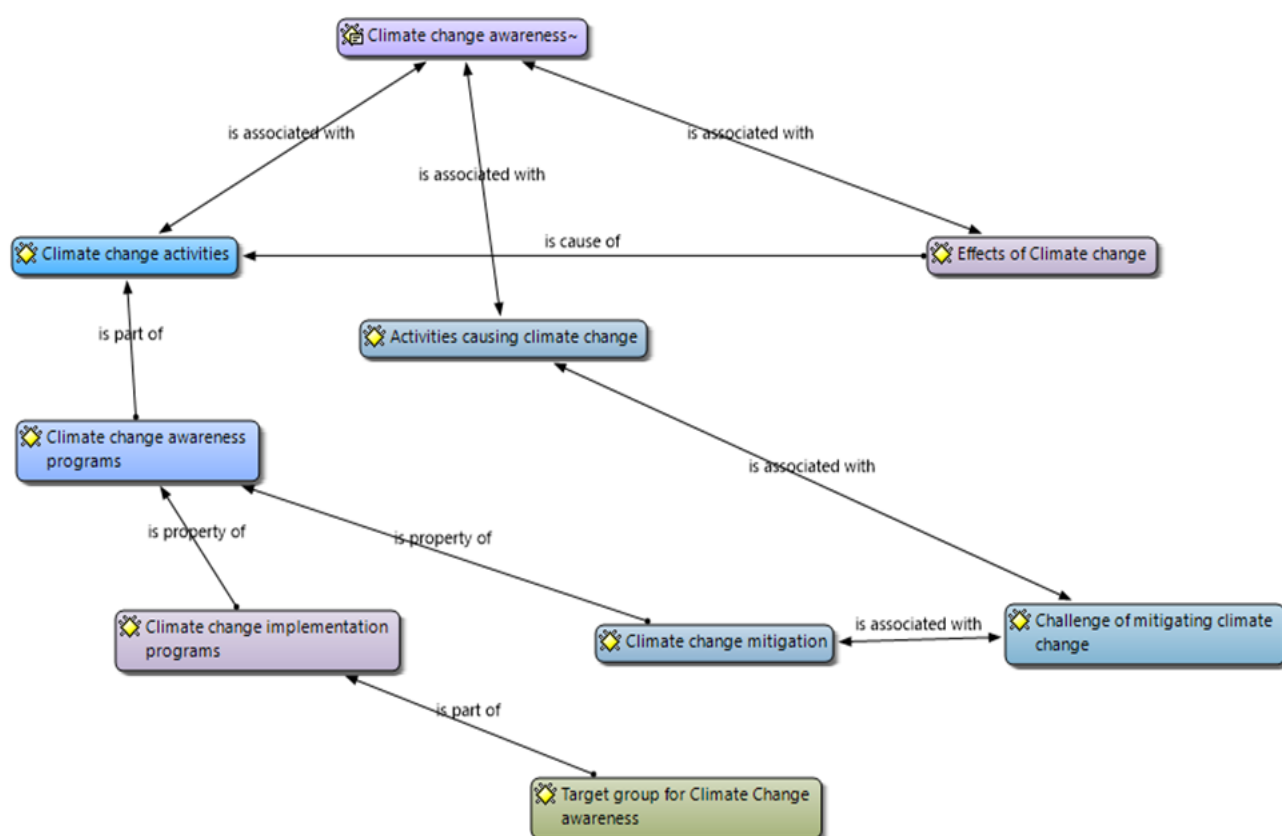 Climate change awareness~
is associated with
is associated with
is associated with
Climate change activities
is cause of
Effects of Climate change
is part of
Activities causing climate change
Climate change awareness
programs
is associated with
is property of
is property of
Climate change implementation
programs
Climate change mitigation
is associated with
Challenge of mitigating climate
change
is part of
Target group for Climate Change
awareness